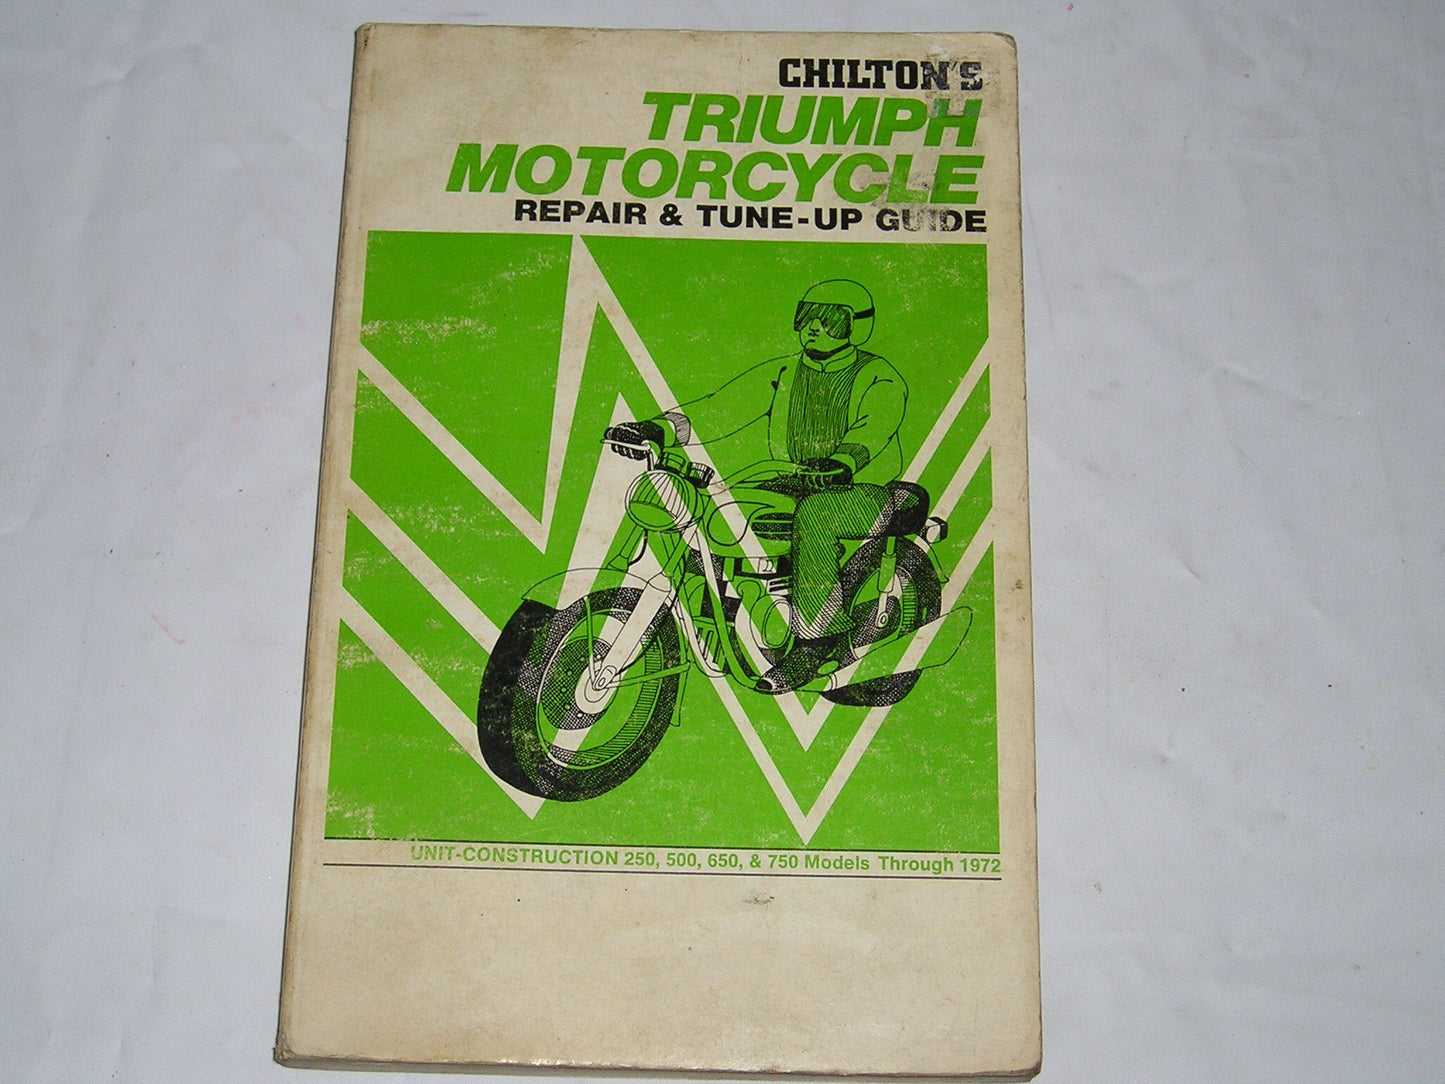 CHILTON'S
TRIUMPH
MOTORCYCLE
REPAIR & TUNE-UP GUIDE
UNIT-CONSTRUCTION 250, 500, 650, & 750 Models Through 1972